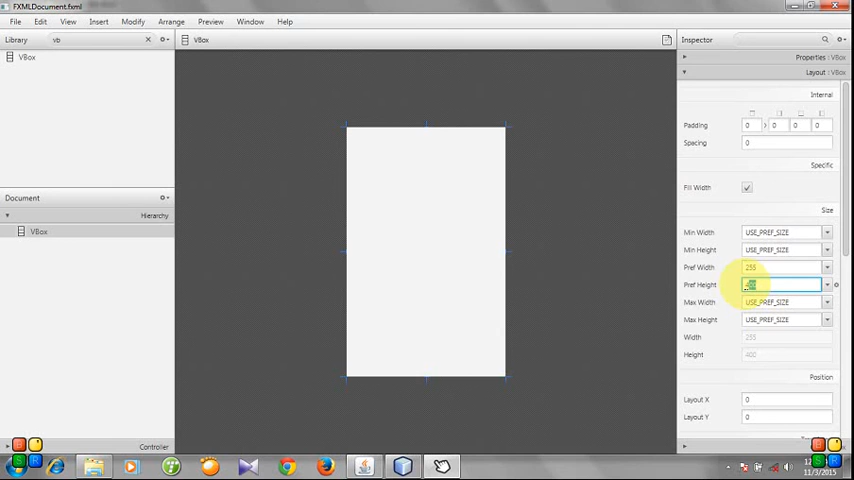 FXMLDocument.fxml
File Edit View Insert Modify Arrange Preview Window Help
Library vb
VBox
VBox
Inspector
Properties : VBox
Layout : VBox
Internal
Padding 0 0 0 0
Spacing 0
Specific
Fill Width
Document
Hierarchy
VBox
Size
Min Width USE_PREF_SIZE
Min Height USE_PREF_SIZE
Pref Width 255
Pref Height
Max Width USE_PREF_SIZE
Max Height USE_PREF_SIZE
Width 255
Height 400
Position
Layout X 0
Layout Y 0
Controller
B
S R
B
S R
11/3/2015